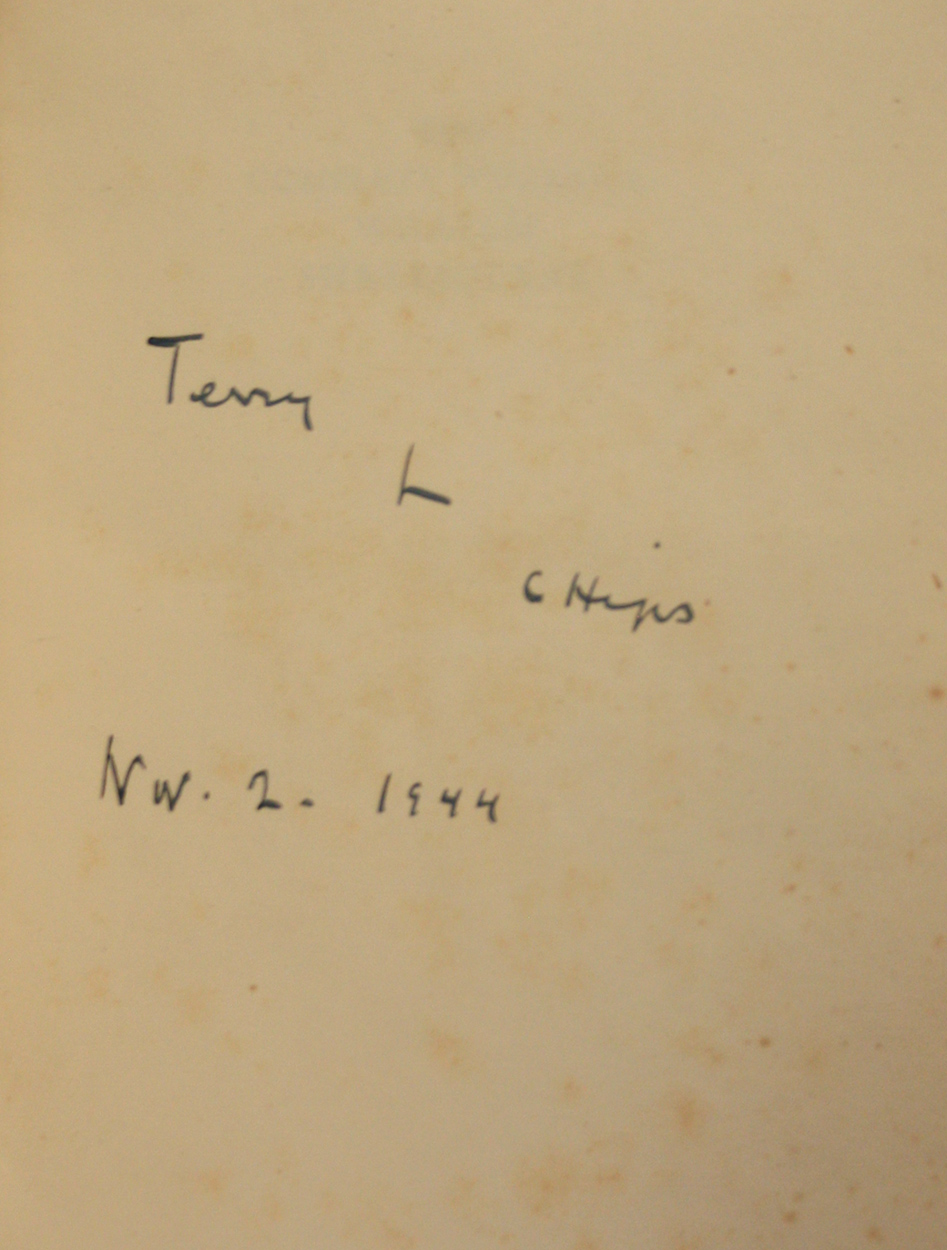 Terry
L
CHips
Nov. 2. 1944